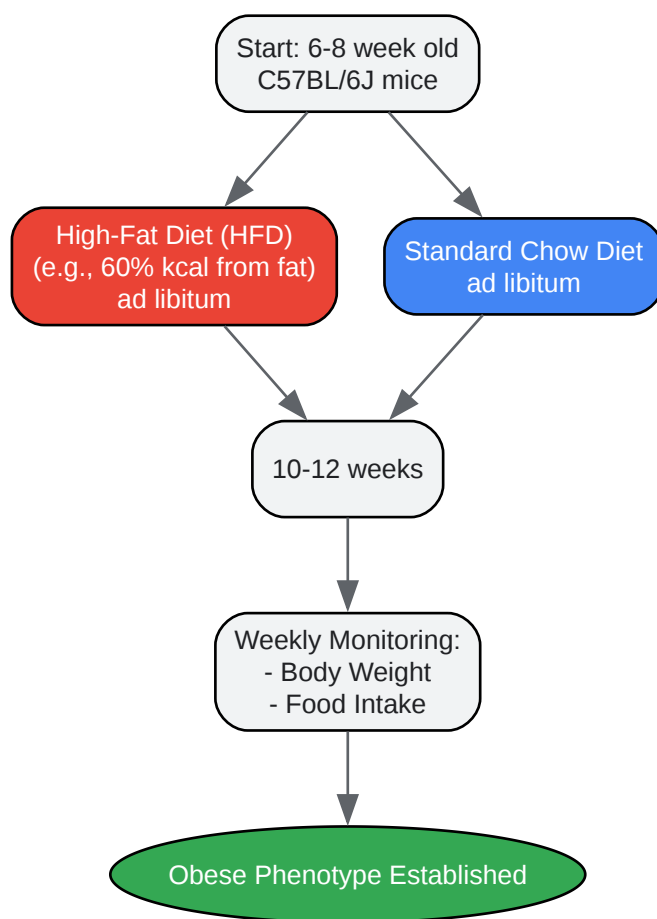 Start: 6-8 week old
C57BL/6J mice
High-Fat Diet (HFD)
(e.g., 60% kcal from fat)
ad libitum
Standard Chow Diet
ad libitum
10-12 weeks
Weekly Monitoring:
- Body Weight
- Food Intake
Obese Phenotype Established